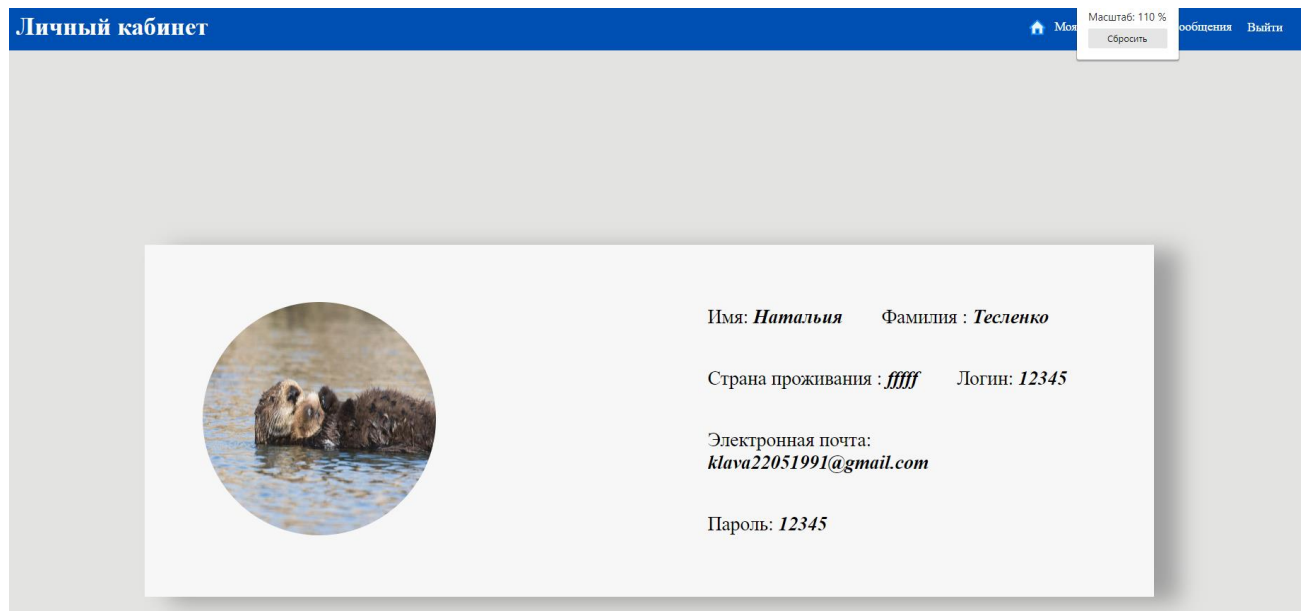 Личный кабинет
Моя
Масштаб: 110 %
Сбросить
ообщения Выйти
Имя: Натальия Фамилия : Тесленко
Страна проживания : fffff Логин: 12345
Электронная почта:
klava22051991@gmail.com
Пароль: 12345